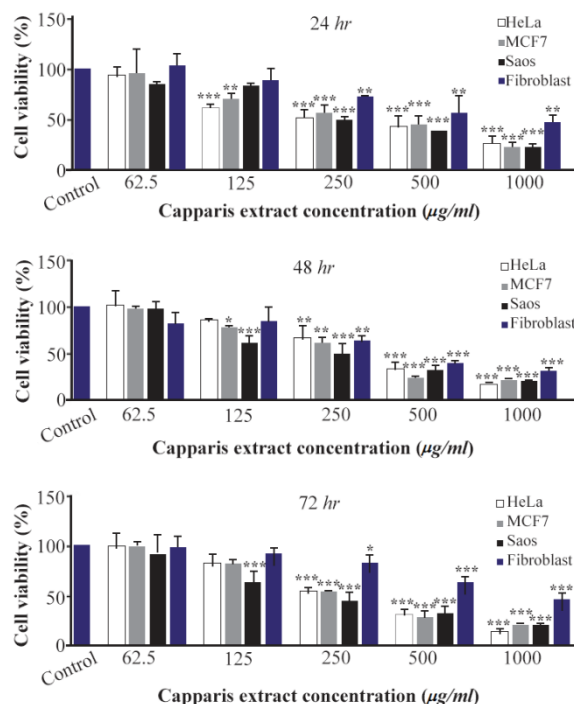 24 hr
HeLa
MCF7
Saos
Fibroblast
Cell viability (%)
150
100
50
0
*** ** *** *** *** ** *** *** *** ** *** *** *** **
Control 62.5 125 250 500 1000
Capparis extract concentration (µg/ml)
48 hr
HeLa
MCF7
Saos
Fibroblast
Cell viability (%)
150
100
50
0
* *** ** ** *** ** *** *** *** *** *** *** *** ***
Control 62.5 125 250 500 1000
Capparis extract concentration (µg/ml)
72 hr
HeLa
MCF7
Saos
Fibroblast
Cell viability (%)
150
100
50
0
*** *** *** *** * *** *** *** *** *** *** *** ***
Control 62.5 125 250 500 1000
Capparis extract concentration (µg/ml)